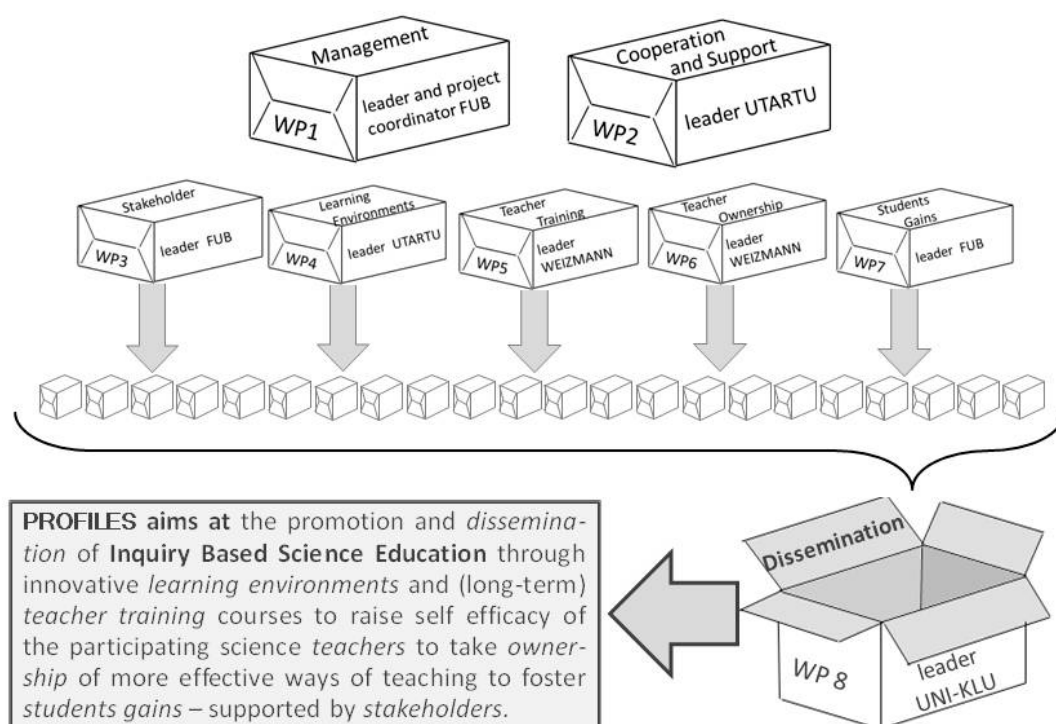 Management
leader and project
coordinator FUB
WP1
Cooperation
and Support
leader UTARTU
WP2
Stakeholder
leader FUB
WP3
Learning
Environments
leader UTARTU
WP4
Teacher
Training
leader
WEIZMANN
WP5
Teacher
Ownership
leader
WEIZMANN
WP6
Students
Gains
leader FUB
WP7
PROFILES aims at the promotion and dissemina-
tion of Inquiry Based Science Education through
innovative learning environments and (long-term)
teacher training courses to raise self efficacy of
the participating science teachers to take owner-
ship of more effective ways of teaching to foster
students gains – supported by stakeholders.
Dissemination
WP 8
leader
UNI-KLU